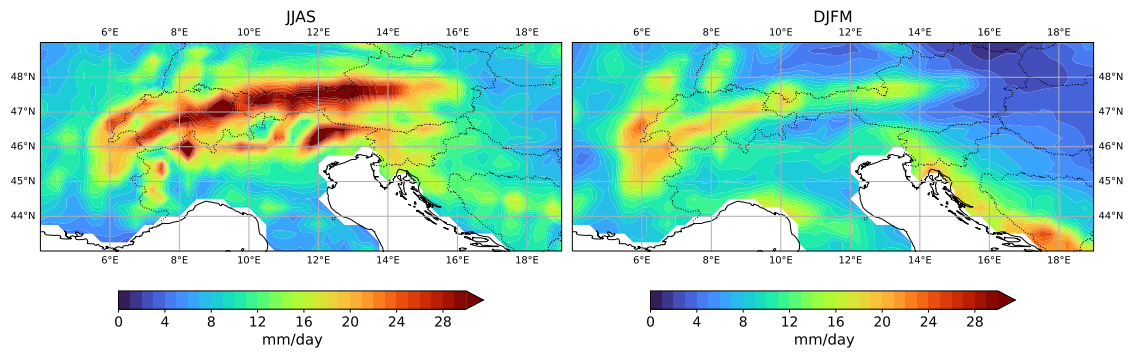 JJAS
DJFM
6°E 8°E 10°E 12°E 14°E 16°E 18°E
6°E 8°E 10°E 12°E 14°E 16°E 18°E
48°N 48°N
47°N 47°N
46°N 46°N
45°N 45°N
44°N 44°N
6°E 8°E 10°E 12°E 14°E 16°E
6°E 8°E 10°E 12°E 14°E 16°E 18°E
0 4 8 12 16 20 24 28
0 4 8 12 16 20 24 28
mm/day
mm/day